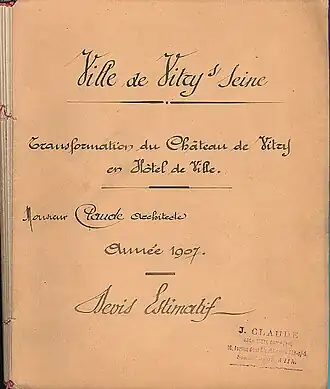 Ville de Vitry s Seine
Transformation du Château de Vitry
en Hôtel de Ville.
Monsieur Claude Architecte
Année 1907.
Devis Estimatif
J. CLAUDE